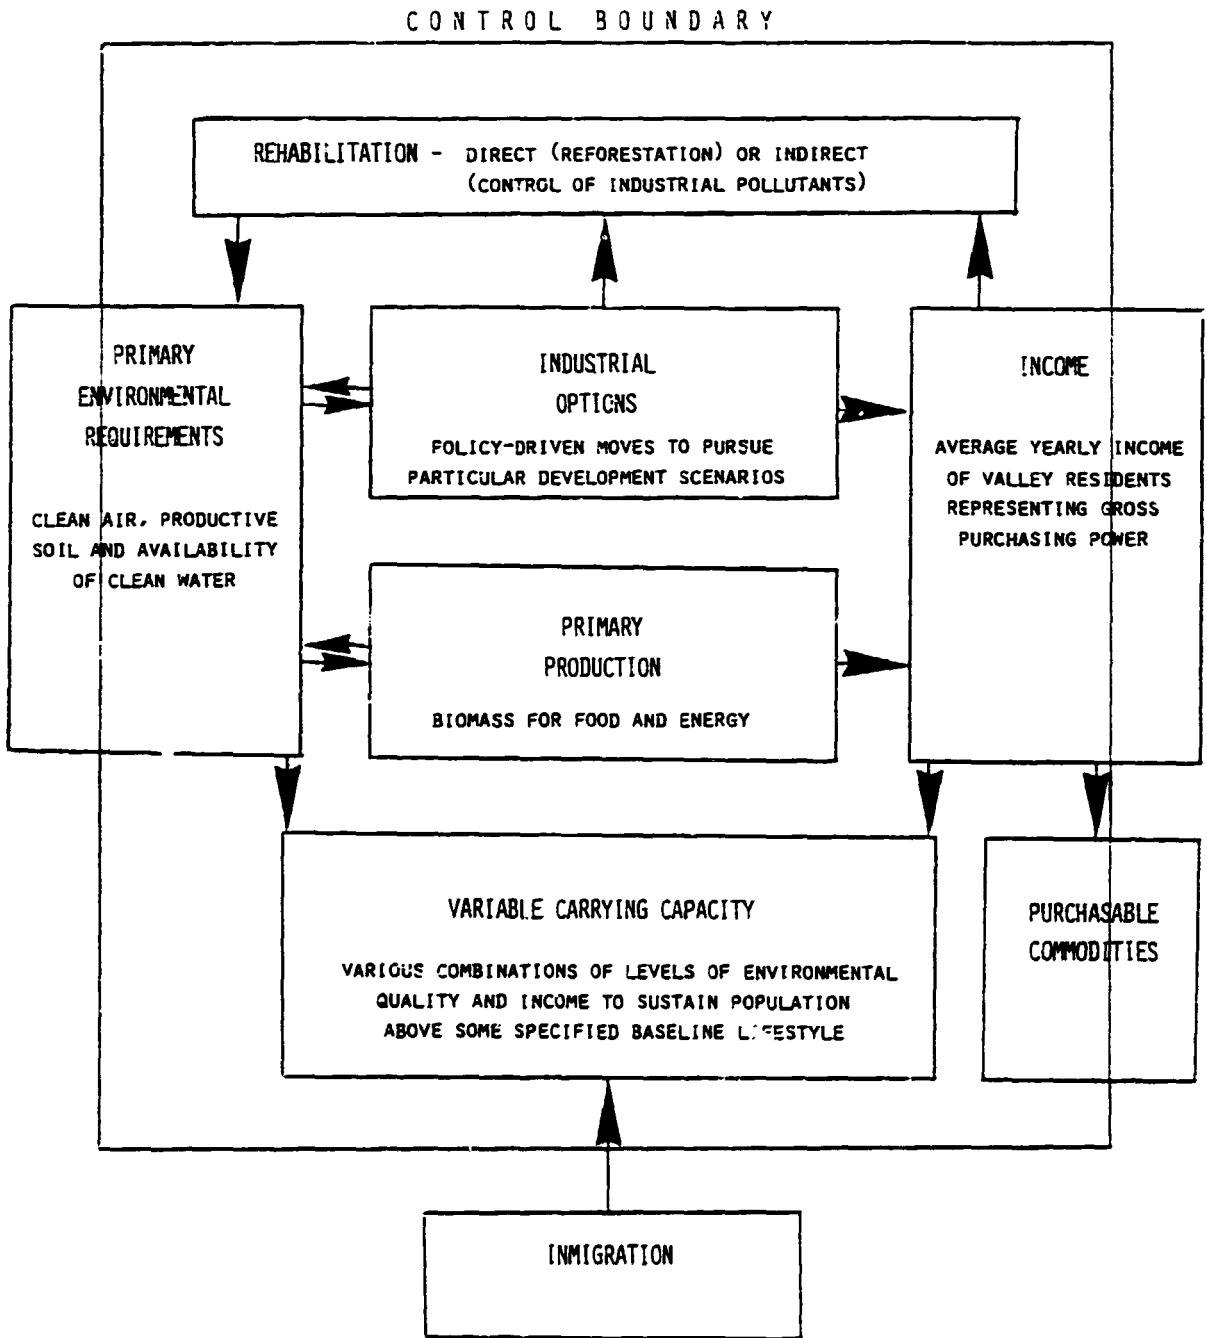 CONTROL BOUNDARY
REHABILITATION - DIRECT (REFORESTATION) OR INDIRECT
(CONTROL OF INDUSTRIAL POLLUTANTS)
PRIMARY
ENVIRONMENTAL
REQUIREMENTS
CLEAN AIR, PRODUCTIVE
SOIL AND AVAILABILITY
OF CLEAN WATER
INDUSTRIAL
OPTIONS
POLICY-DRIVEN MOVES TO PURSUE
PARTICULAR DEVELOPMENT SCENARIOS
INCOME
AVERAGE YEARLY INCOME
OF VALLEY RESIDENTS
REPRESENTING GROSS
PURCHASING POWER
PRIMARY
PRODUCTION
BIOMASS FOR FOOD AND ENERGY
VARIABLE CARRYING CAPACITY
VARIOUS COMBINATIONS OF LEVELS OF ENVIRONMENTAL
QUALITY AND INCOME TO SUSTAIN POPULATION
ABOVE SOME SPECIFIED BASELINE LIFESTYLE
PURCHASABLE
COMMODITIES
INMIGRATION